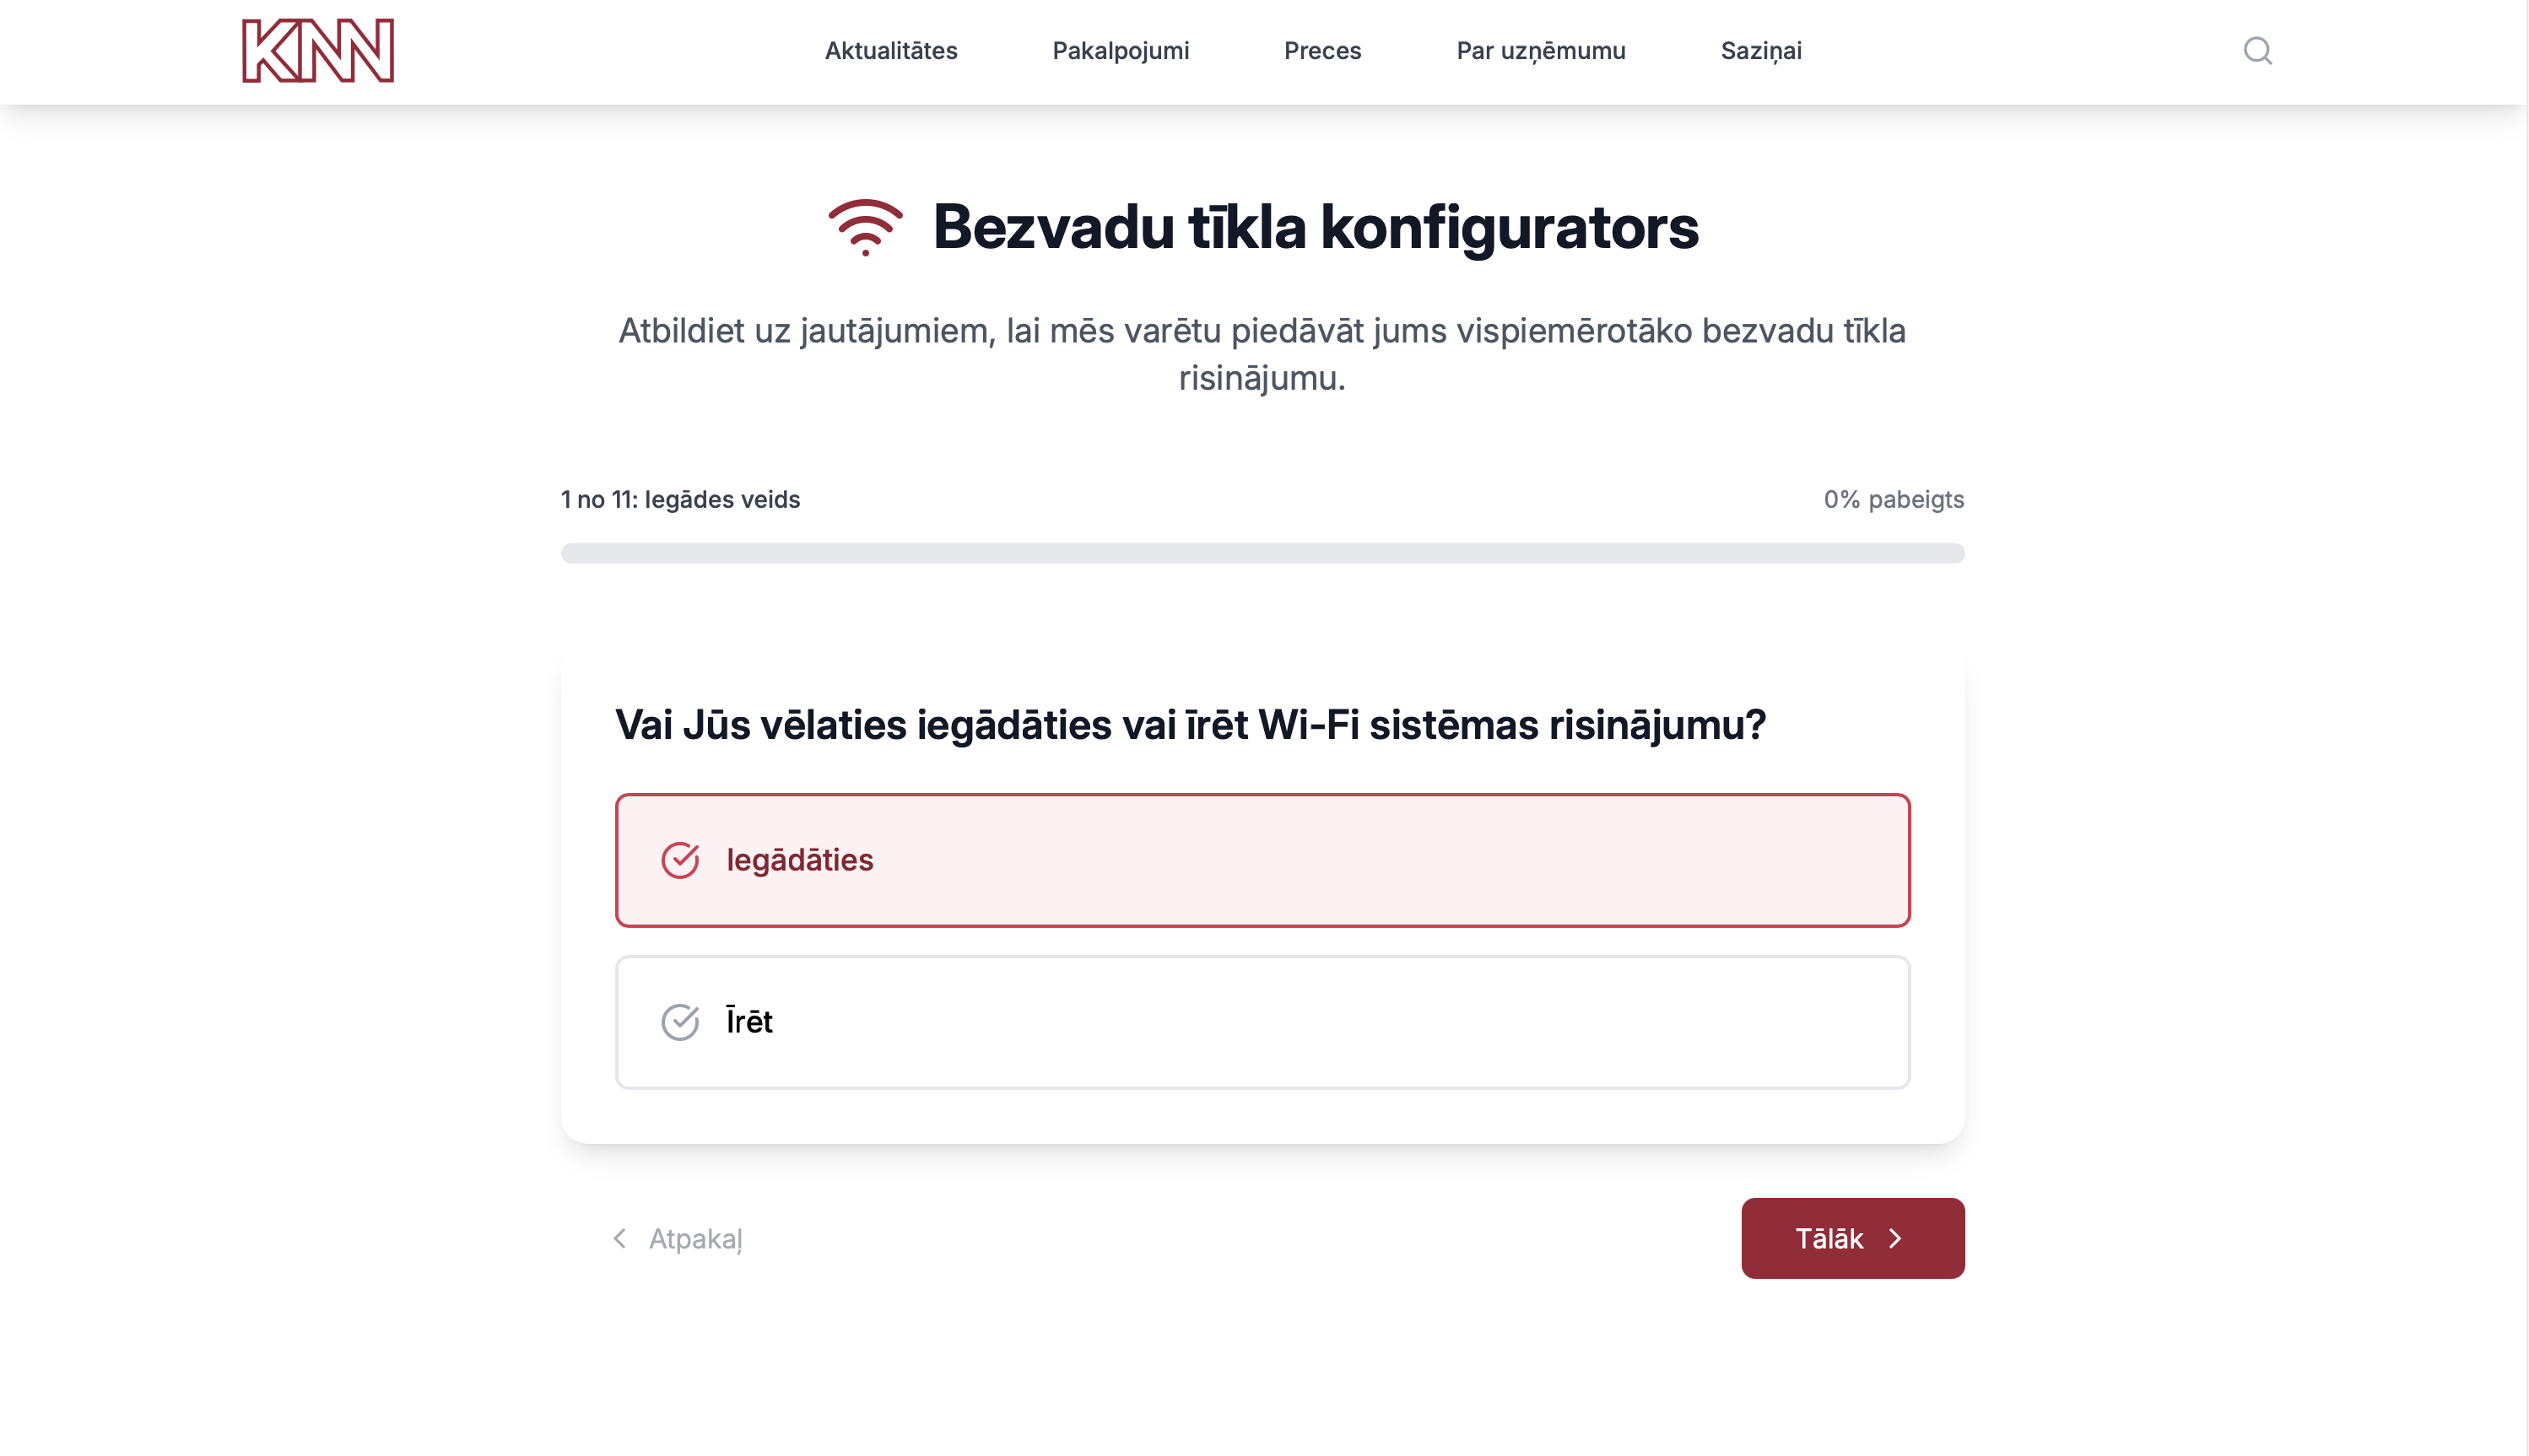 KNN
Aktualitātes
Pakalpojumi
Preces
Par uzņēmumu
Saziņai
Bezvadu tīkla konfigurators
Atbildiet uz jautājumiem, lai mēs varētu piedāvāt jums vispiemērotāko bezvadu tīkla
risinājumu.
1 no 11: Iegādes veids
0% pabeigts
Vai Jūs vēlaties iegādāties vai īrēt Wi-Fi sistēmas risinājumu?
Iegādāties
Īrēt
Atpakaļ
Tālāk